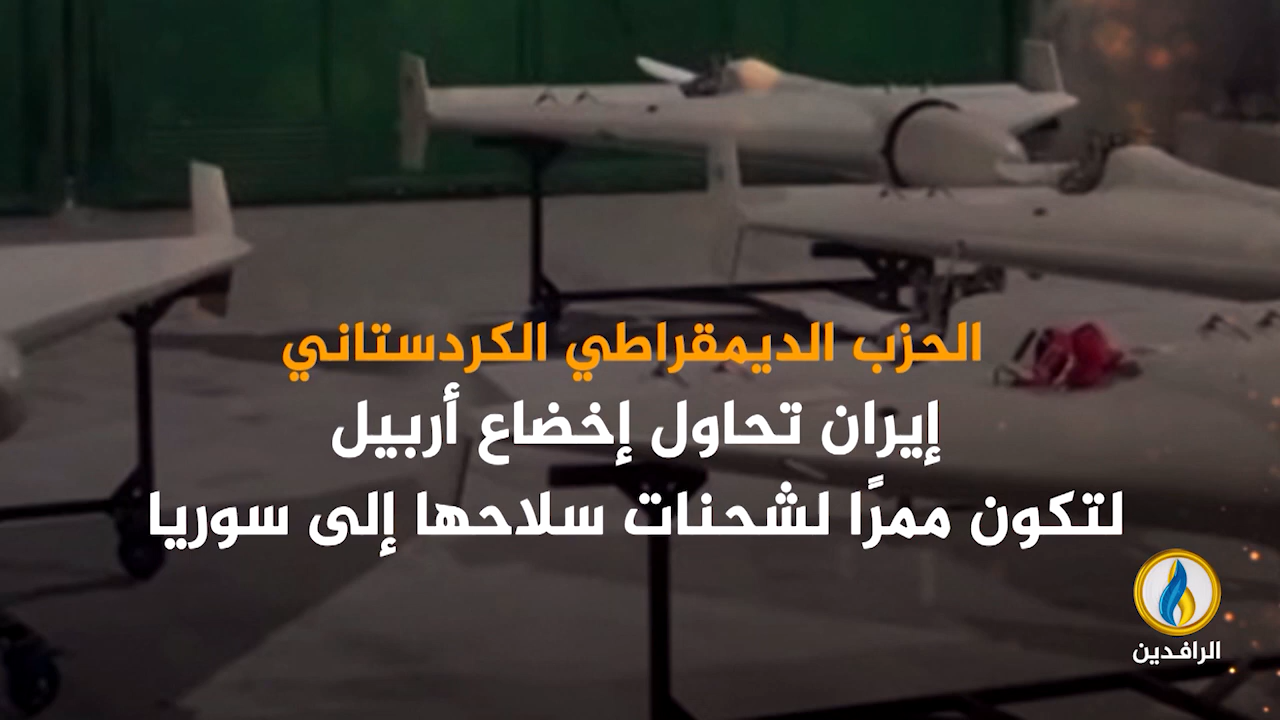 الحزب الديمقراطي الكردستاني
إيران تحاول إخضاع أربيل
لتكون ممرًا لشحنات سلاحها إلى سوريا
الرافدين